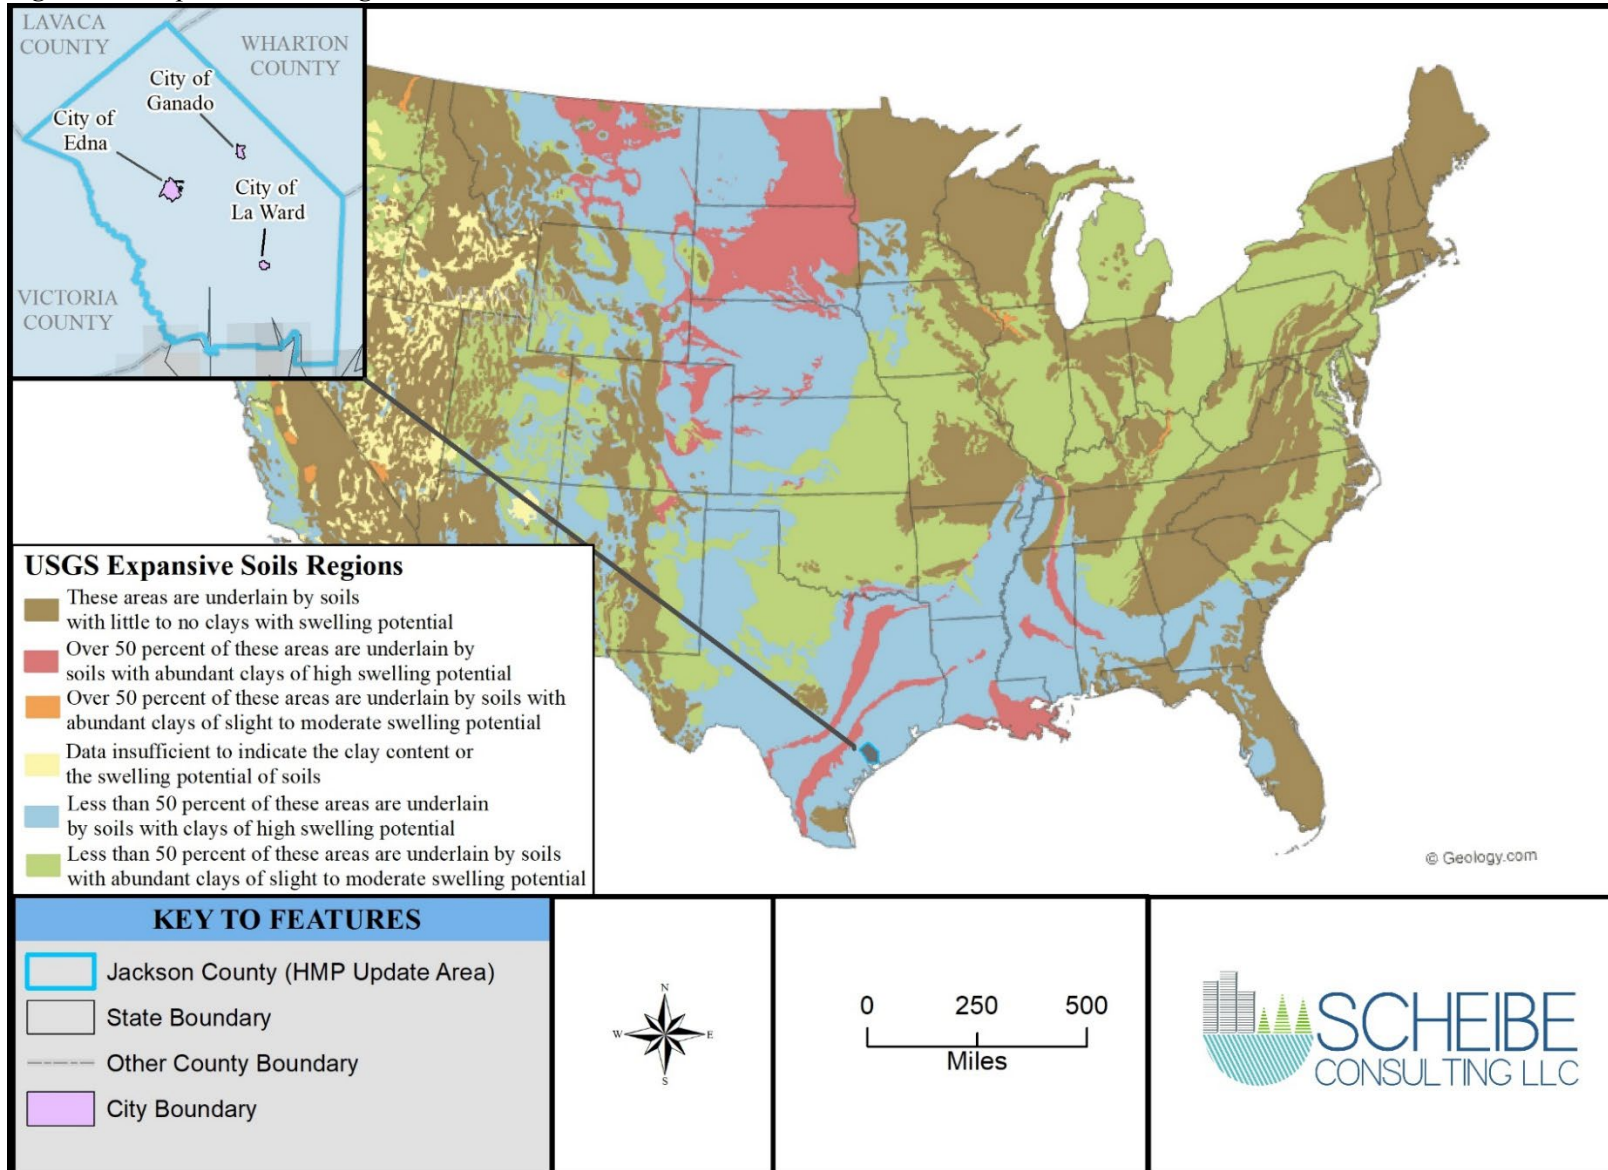 LAVACA
COUNTY
WHARTON
COUNTY
City of
Ganado
City of
Edna
City of
La Ward
VICTORIA
COUNTY
USGS Expansive Soils Regions
These areas are underlain by soils
with little to no clays with swelling potential
Over 50 percent of these areas are underlain by
soils with abundant clays of high swelling potential
Over 50 percent of these areas are underlain by soils with
abundant clays of slight to moderate swelling potential
Data insufficient to indicate the clay content or
the swelling potential of soils
Less than 50 percent of these areas are underlain
by soils with clays of high swelling potential
Less than 50 percent of these areas are underlain by soils
with abundant clays of slight to moderate swelling potential
© Geology.com
KEY TO FEATURES
Jackson County (HMP Update Area)
State Boundary
Other County Boundary
City Boundary
N
W
E
S
0 250 500
Miles
SCHEIBE
CONSULTING LLC